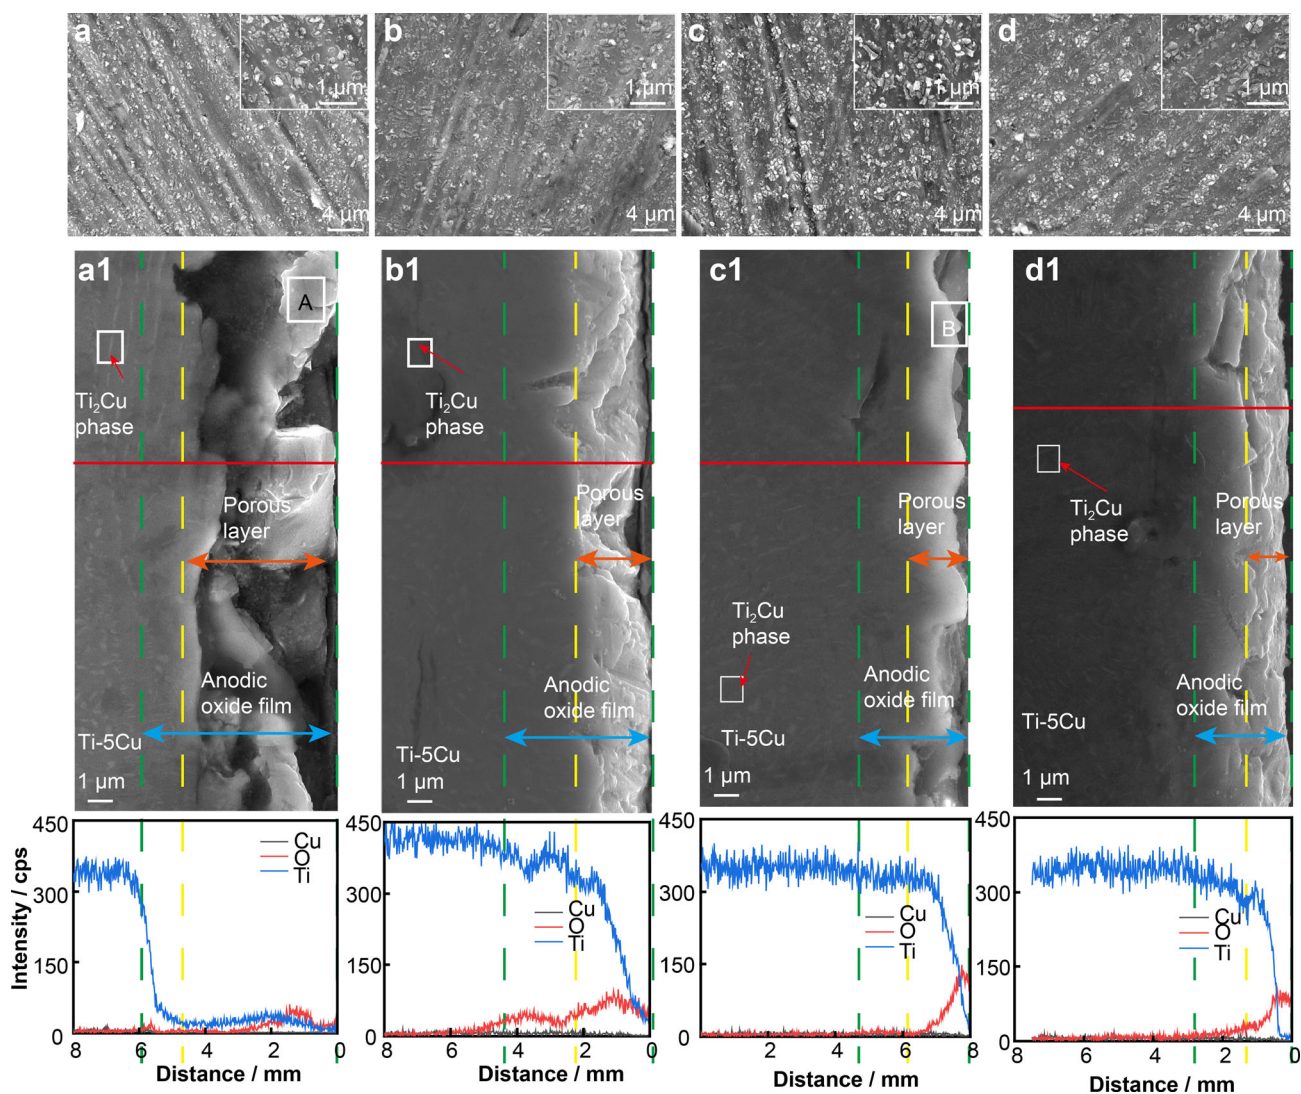 a
1 µm
4 µm
b
1 µm
4 µm
c
1 µm
4 µm
d
1 µm
4 µm
a1
A
Ti₂Cu
phase
Porous
layer
Anodic
oxide film
Ti-5Cu
1 µm
b1
Ti₂Cu
phase
Porous
layer
Anodic
oxide film
Ti-5Cu
1 µm
c1
B
Porous
layer
Ti₂Cu
phase
Anodic
oxide film
Ti-5Cu
1 µm
d1
Ti₂Cu
phase
Porous
layer
Anodic
oxide film
Ti-5Cu
1 µm
Intensity / cps
450
300
150
0
Cu
O
Ti
8 6 4 2 0
Distance / mm
450
300
150
0
Cu
O
Ti
8 6 4 2 0
Distance / mm
450
300
150
0
Cu
O
Ti
2 4 6 8
Distance / mm
450
300
150
0
Cu
O
Ti
8 6 4 2 0
Distance / mm